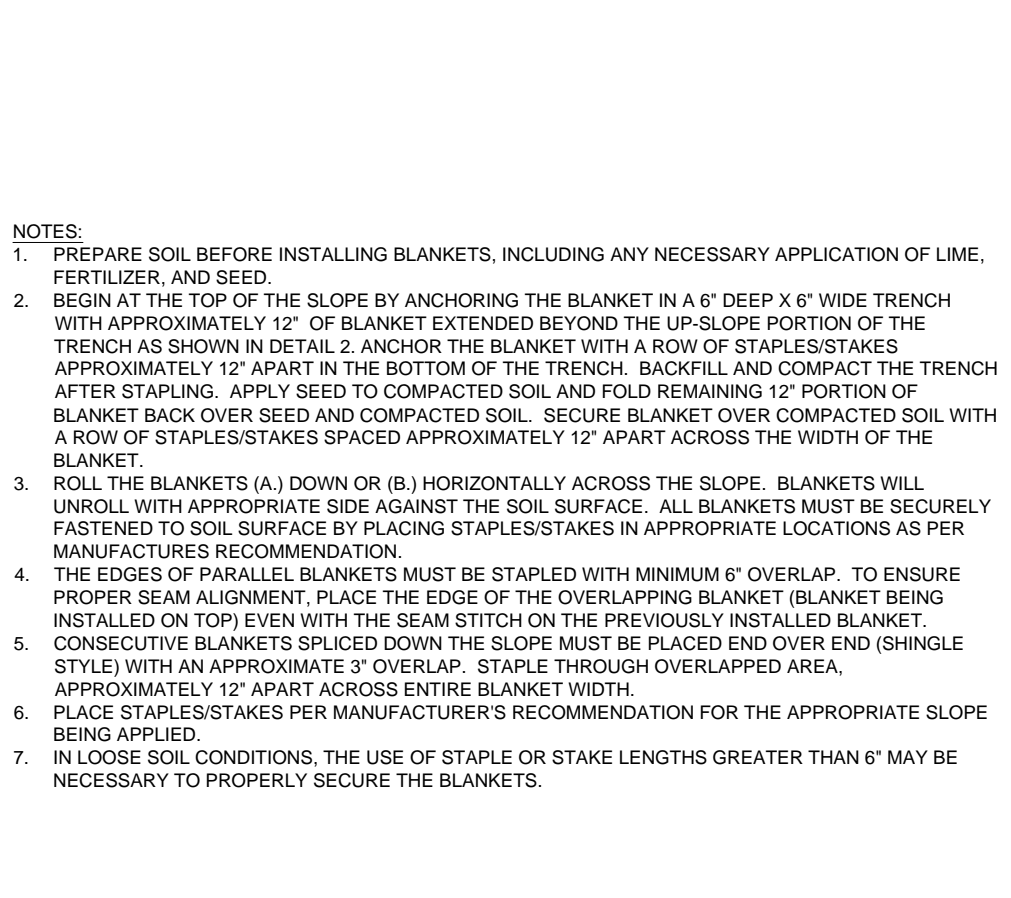 NOTES:
1. PREPARE SOIL BEFORE INSTALLING BLANKETS, INCLUDING ANY NECESSARY APPLICATION OF LIME,
FERTILIZER, AND SEED.
2. BEGIN AT THE TOP OF THE SLOPE BY ANCHORING THE BLANKET IN A 6" DEEP X 6" WIDE TRENCH
WITH APPROXIMATELY 12" OF BLANKET EXTENDED BEYOND THE UP-SLOPE PORTION OF THE
TRENCH AS SHOWN IN DETAIL 2. ANCHOR THE BLANKET WITH A ROW OF STAPLES/STAKES
APPROXIMATELY 12" APART IN THE BOTTOM OF THE TRENCH. BACKFILL AND COMPACT THE TRENCH
AFTER STAPLING. APPLY SEED TO COMPACTED SOIL AND FOLD REMAINING 12" PORTION OF
BLANKET BACK OVER SEED AND COMPACTED SOIL. SECURE BLANKET OVER COMPACTED SOIL WITH
A ROW OF STAPLES/STAKES SPACED APPROXIMATELY 12" APART ACROSS THE WIDTH OF THE
BLANKET.
3. ROLL THE BLANKETS (A.) DOWN OR (B.) HORIZONTALLY ACROSS THE SLOPE. BLANKETS WILL
UNROLL WITH APPROPRIATE SIDE AGAINST THE SOIL SURFACE. ALL BLANKETS MUST BE SECURELY
FASTENED TO SOIL SURFACE BY PLACING STAPLES/STAKES IN APPROPRIATE LOCATIONS AS PER
MANUFACTURES RECOMMENDATION.
4. THE EDGES OF PARALLEL BLANKETS MUST BE STAPLED WITH MINIMUM 6" OVERLAP. TO ENSURE
PROPER SEAM ALIGNMENT, PLACE THE EDGE OF THE OVERLAPPING BLANKET (BLANKET BEING
INSTALLED ON TOP) EVEN WITH THE SEAM STITCH ON THE PREVIOUSLY INSTALLED BLANKET.
5. CONSECUTIVE BLANKETS SPLICED DOWN THE SLOPE MUST BE PLACED END OVER END (SHINGLE
STYLE) WITH AN APPROXIMATE 3" OVERLAP. STAPLE THROUGH OVERLAPPED AREA,
APPROXIMATELY 12" APART ACROSS ENTIRE BLANKET WIDTH.
6. PLACE STAPLES/STAKES PER MANUFACTURER'S RECOMMENDATION FOR THE APPROPRIATE SLOPE
BEING APPLIED.
7. IN LOOSE SOIL CONDITIONS, THE USE OF STAPLE OR STAKE LENGTHS GREATER THAN 6" MAY BE
NECESSARY TO PROPERLY SECURE THE BLANKETS.